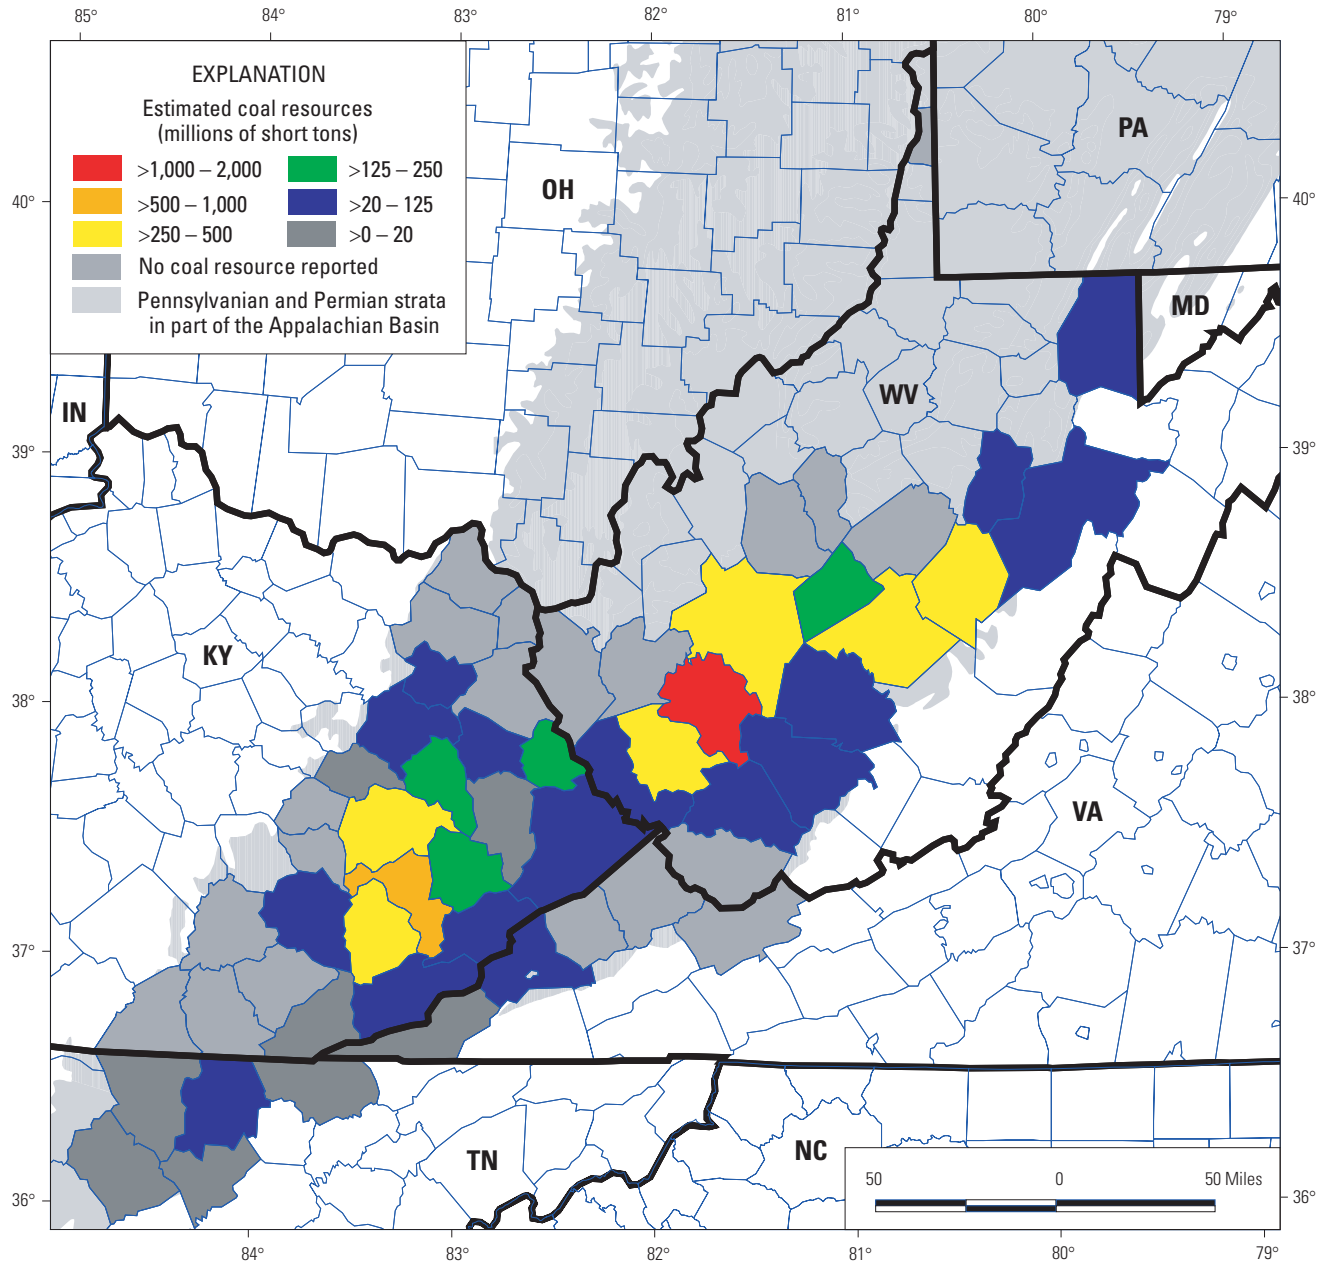 85° 84° 83° 82° 81° 80° 79°
EXPLANATION
Estimated coal resources
(millions of short tons)
>1,000 – 2,000 >125 – 250
>500 – 1,000 >20 – 125
>250 – 500 >0 – 20
No coal resource reported
Pennsylvanian and Permian strata
in part of the Appalachian Basin
PA
OH
40° 40°
MD
WV
IN
39° 39°
KY
38° 38°
VA
37° 37°
NC
TN
50 0 50 Miles
36° 36°
84° 83° 82° 81° 80° 79°